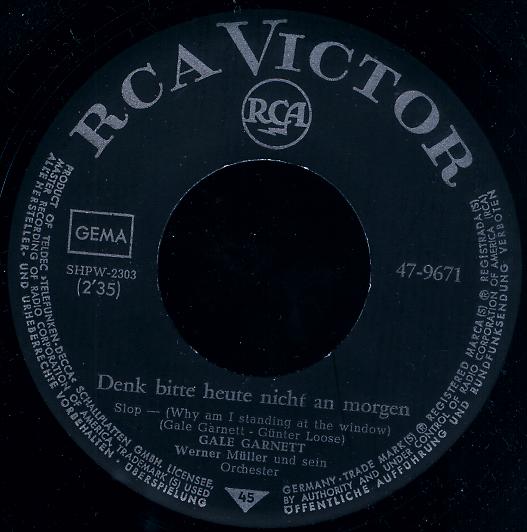 RCA VICTOR
RCA
GEMA
SHPW-2303
(2'35)
47-9671
Denk bitte heute nicht an morgen
Slop — (Why am I standing at the window)
(Gale Garnett - Günter Loose)
GALE GARNETT
Werner Müller und sein
Orchester
45
PRODUCT OF TELDEC »TELEFUNKEN-DECCA« SCHALLPLATTEN GMBH. LICENSEE,
MASTER RECORDING OF RADIO CORPORATION OF AMERICA. TRADEMARK(S) USED
ALLE HERSTELLER- UND URHEBERRECHTE VORBEHALTEN · ÜBERSPIELUNG
GERMANY · TRADE MARK(S) ® REGISTERED MARCA(S) ® REGISTRADA(S),
BY AUTHORITY AND UNDER CONTROL OF RADIO CORPORATION OF AMERICA (RCA)
ÖFFENTLICHE AUFFÜHRUNG UND RUNDFUNKSENDUNG VERBOTEN